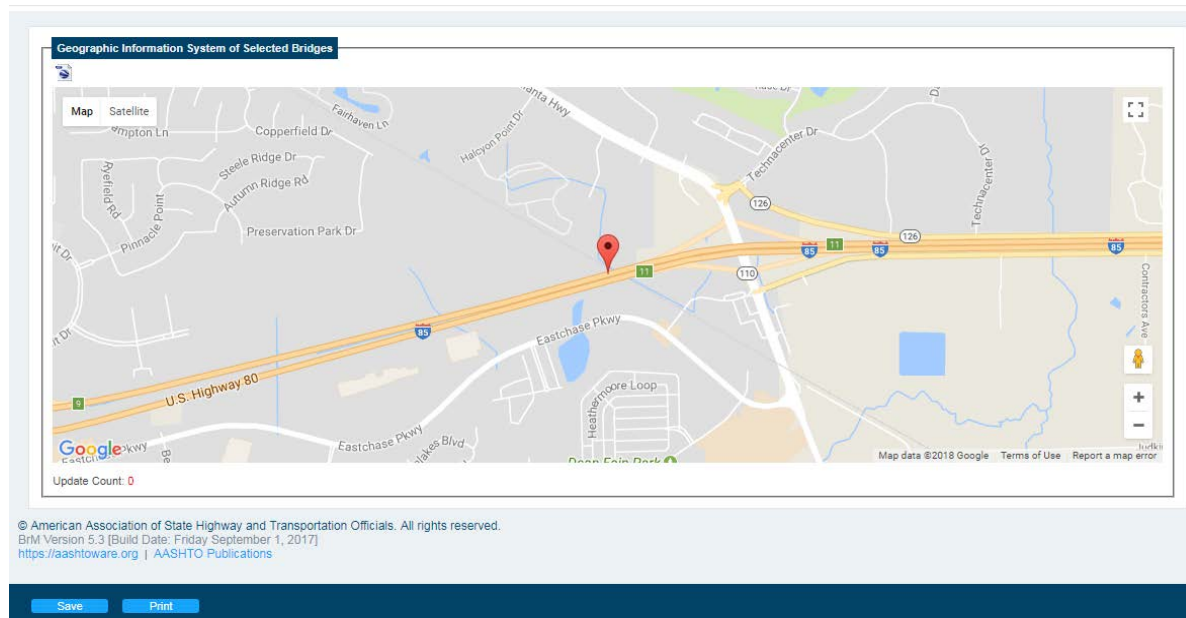 Geographic Information System of Selected Bridges
Map Satellite
Fairhaven Ln
Copperfield Dr
Halcyon Point Dr
Technacenter Dr
Steele Ridge Dr
Ryefield Rd
Autumn Ridge Rd
Technacenter Dr
126
Pinnacle Point
Preservation Park Dr
126
11
85
85
85
11
110
Contractors Ave
Eastchase Pkwy
85
U.S. Highway 80
9
Heathermoore Loop
Eastchase Pkwy
Google
Map data ©2018 Google Terms of Use Report a map error
Update Count: 0
© American Association of State Highway and Transportation Officials. All rights reserved.
BrM Version 5.3 [Build Date: Friday September 1, 2017]
https://aashtoware.org | AASHTO Publications
Save Print